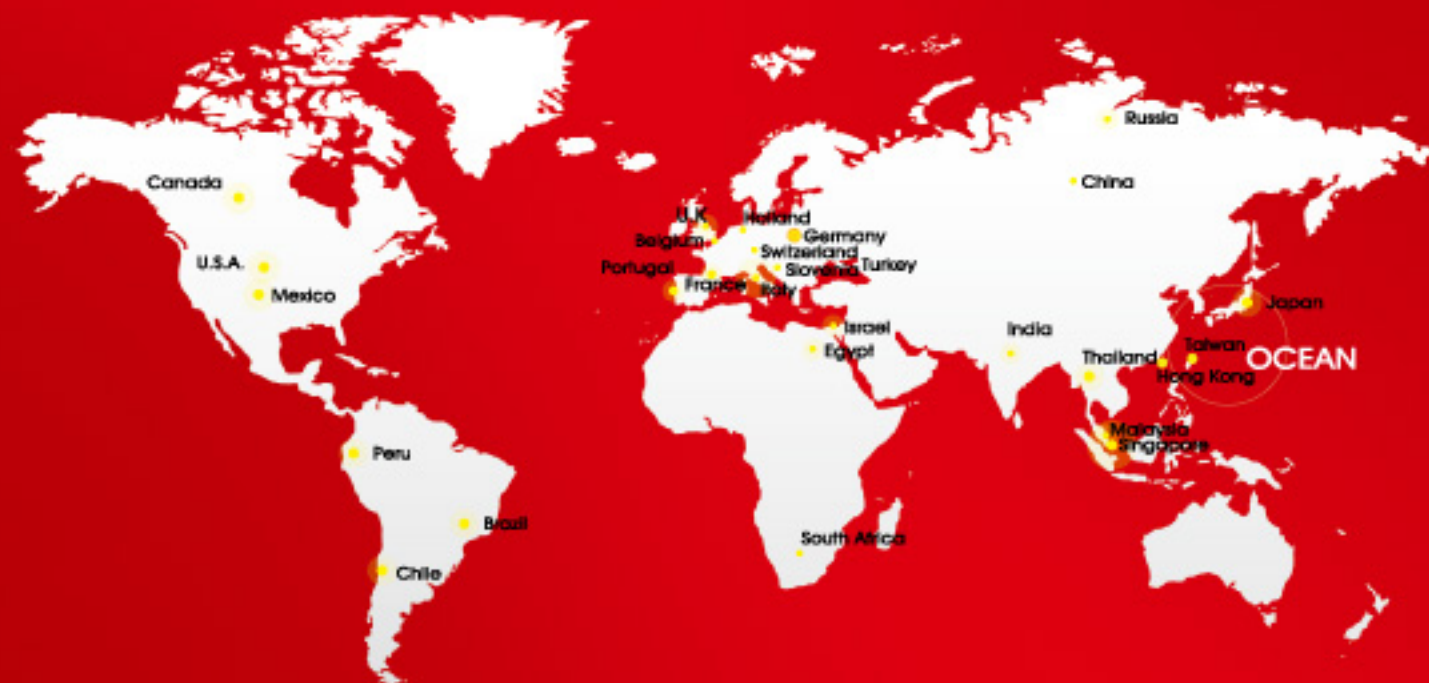 Russia
China
Canada
U.K
Holland
Belgium
Germany
Switzerland
U.S.A.
Portugal
Slovenia
Turkey
France
Italy
Mexico
Japan
Israel
India
Egypt
Taiwan
Thailand
OCEAN
Hong Kong
Malaysia
Singapore
Peru
Brazil
South Africa
Chile